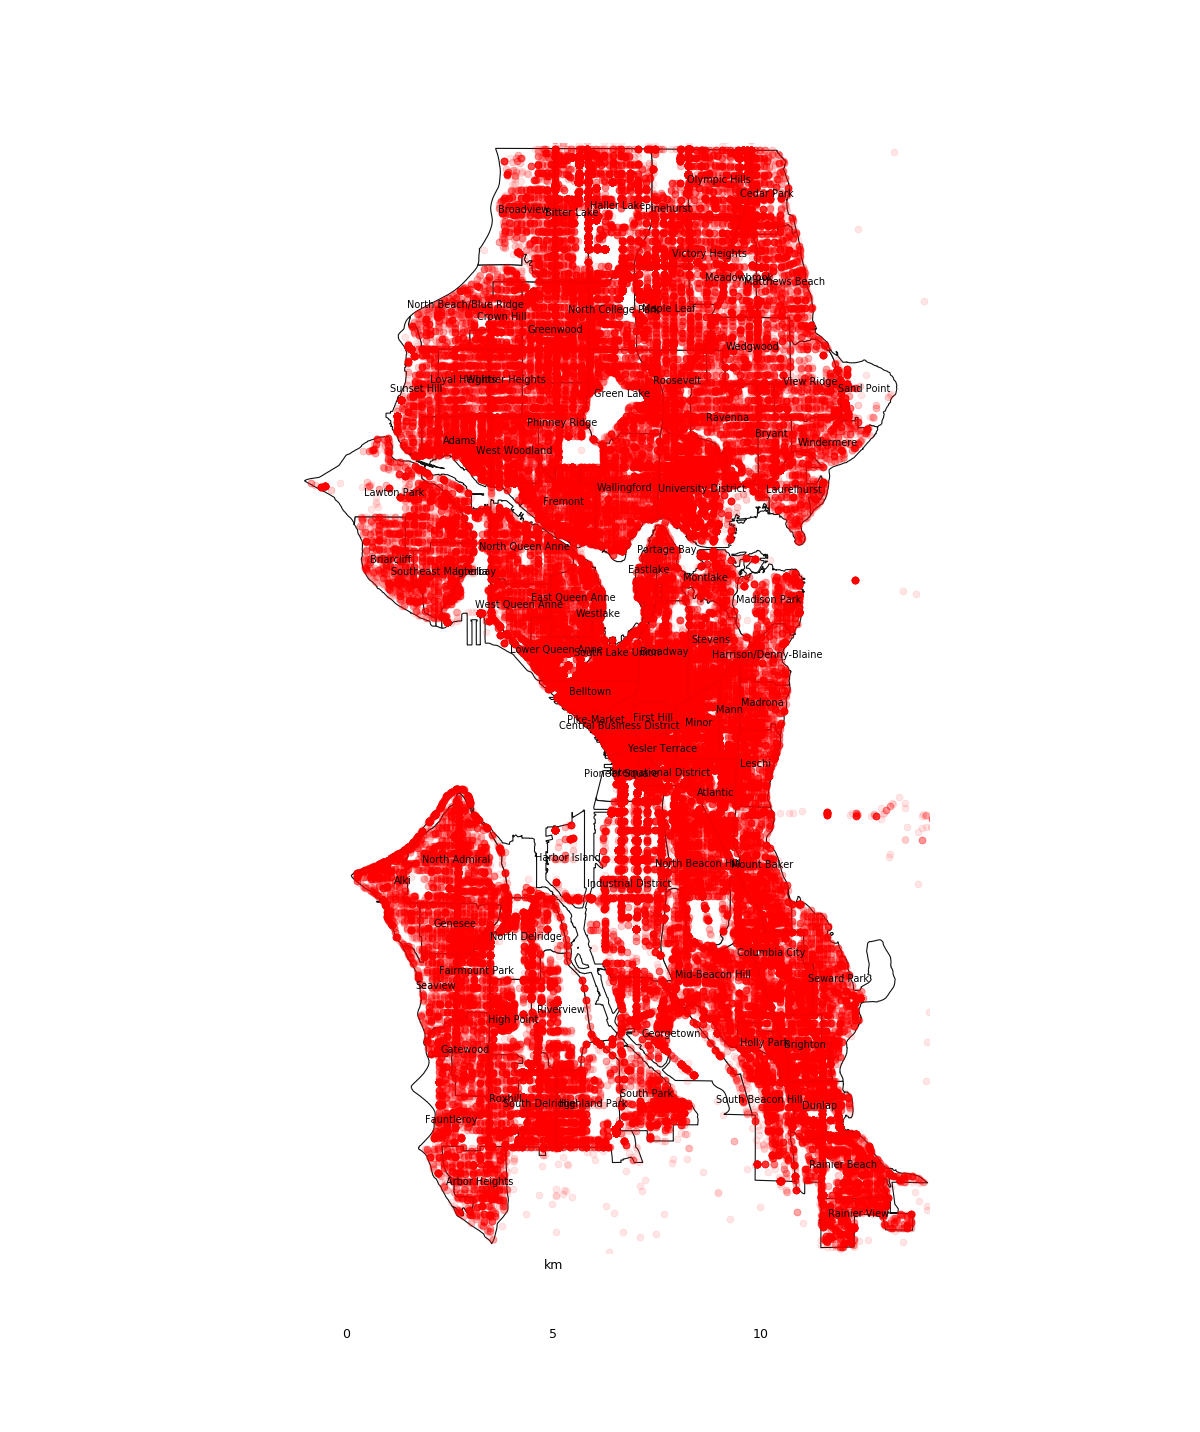 Olympic Hills
Cedar Park
Haller Lake
Pinehurst
Broadview
Bitter Lake
Victory Heights
Meadowbrook
Matthews Beach
North Beach/Blue Ridge
North College Park
Maple Leaf
Crown Hill
Greenwood
Wedgwood
Loyal Heights
Whittier Heights
Roosevelt
View Ridge
Sunset Hill
Sand Point
Green Lake
Ravenna
Phinney Ridge
Bryant
Adams
Windermere
West Woodland
Wallingford
University District
Laurelhurst
Lawton Park
Fremont
North Queen Anne
Portage Bay
Briarcliff
Southeast Magnolia
Interbay
Eastlake
Montlake
East Queen Anne
Madison Park
West Queen Anne
Westlake
Stevens
Lower Queen Anne
South Lake Union
Broadway
Harrison/Denny-Blaine
Belltown
Madrona
Mann
Pike-Market
First Hill
Minor
Central Business District
Yesler Terrace
Leschi
Pioneer Square
International District
Atlantic
North Admiral
Harbor Island
North Beacon Hill
Mount Baker
Alki
Industrial District
Genesee
North Delridge
Columbia City
Fairmount Park
Mid Beacon Hill
Seward Park
Seaview
Riverview
High Point
Georgetown
Gatewood
Holly Park
Brighton
South Park
Roxhill
South Delridge
Highland Park
South Beacon Hill
Dunlap
Fauntleroy
Rainier Beach
Arbor Heights
Rainier View
km
0 5 10